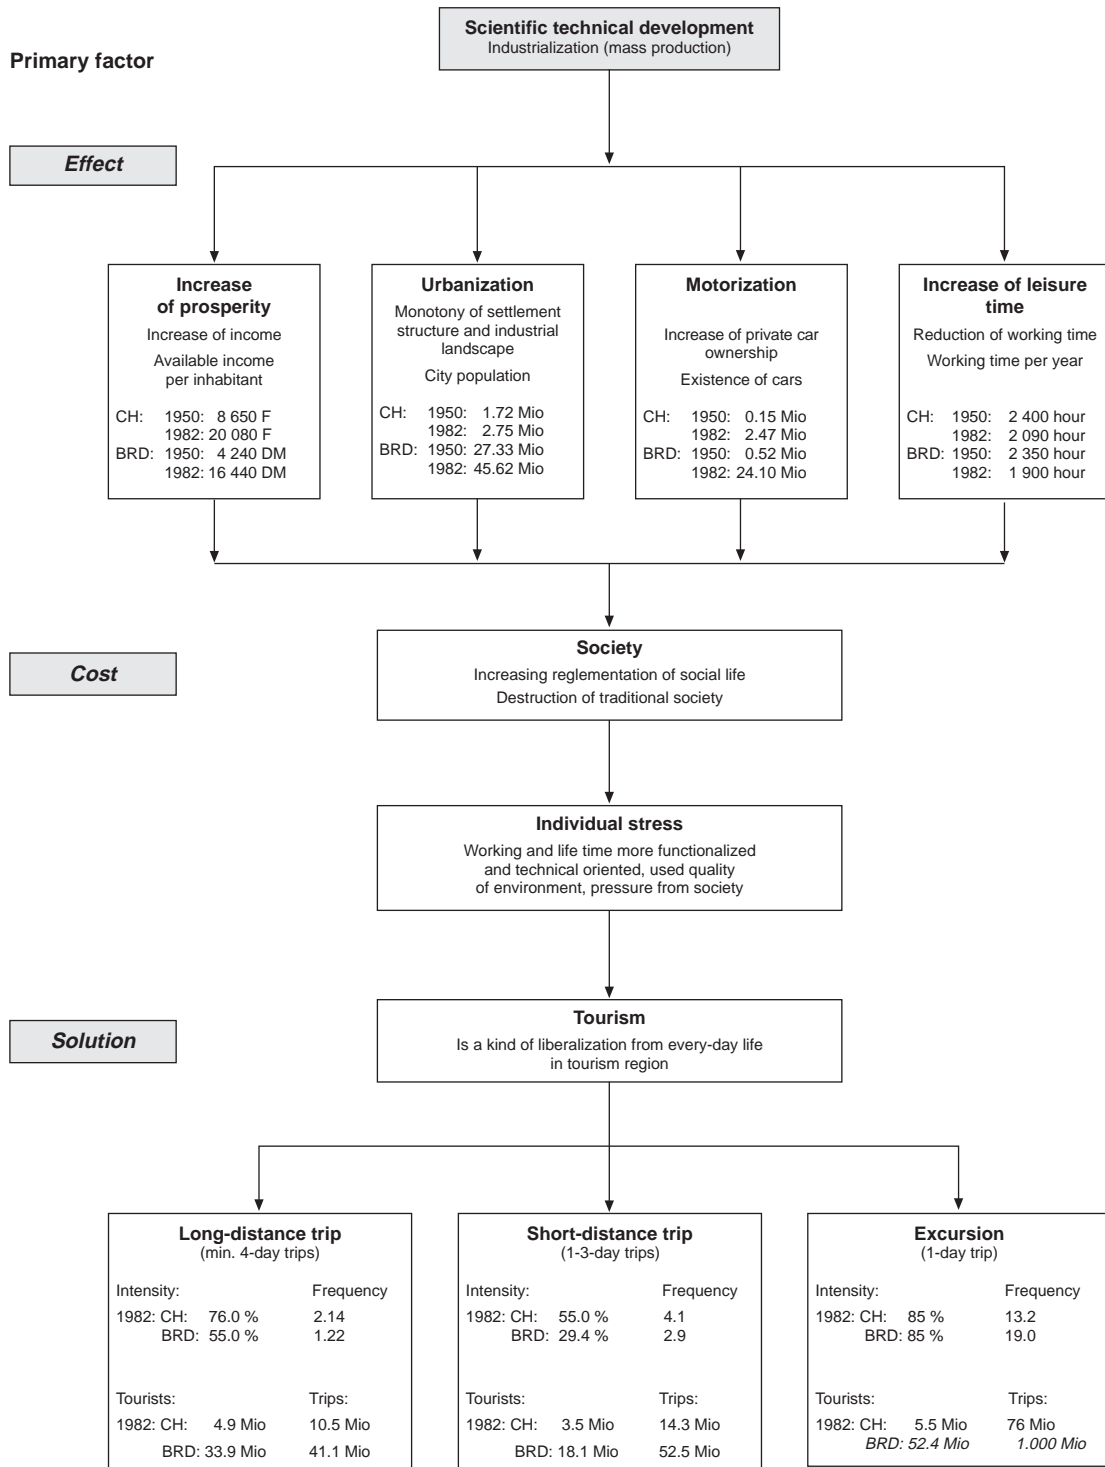 Scientific technical development
Industrialization (mass production)
Primary factor
Effect
Increase
of prosperity
Increase of income
Available income
per inhabitant
CH: 1950: 8 650 F
1982: 20 080 F
BRD: 1950: 4 240 DM
1982: 16 440 DM
Urbanization
Monotony of settlement
structure and industrial
landscape
City population
CH: 1950: 1.72 Mio
1982: 2.75 Mio
BRD: 1950: 27.33 Mio
1982: 45.62 Mio
Motorization
Increase of private car
ownership
Existence of cars
CH: 1950: 0.15 Mio
1982: 2.47 Mio
BRD: 1950: 0.52 Mio
1982: 24.10 Mio
Increase of leisure
time
Reduction of working time
Working time per year
CH: 1950: 2 400 hour
1982: 2 090 hour
BRD: 1950: 2 350 hour
1982: 1 900 hour
Cost
Society
Increasing reglementation of social life
Destruction of traditional society
Individual stress
Working and life time more functionalized
and technical oriented, used quality
of environment, pressure from society
Solution
Tourism
Is a kind of liberalization from every-day life
in tourism region
Long-distance trip
(min. 4-day trips)
Intensity: Frequency
1982: CH: 76.0 % 2.14
BRD: 55.0 % 1.22
Tourists: Trips:
1982: CH: 4.9 Mio 10.5 Mio
BRD: 33.9 Mio 41.1 Mio
Short-distance trip
(1-3-day trips)
Intensity: Frequency
1982: CH: 55.0 % 4.1
BRD: 29.4 % 2.9
Tourists: Trips:
1982: CH: 3.5 Mio 14.3 Mio
BRD: 18.1 Mio 52.5 Mio
Excursion
(1-day trip)
Intensity: Frequency
1982: CH: 85 % 13.2
BRD: 85 % 19.0
Tourists: Trips:
1982: CH: 5.5 Mio 76 Mio
BRD: 52.4 Mio 1.000 Mio